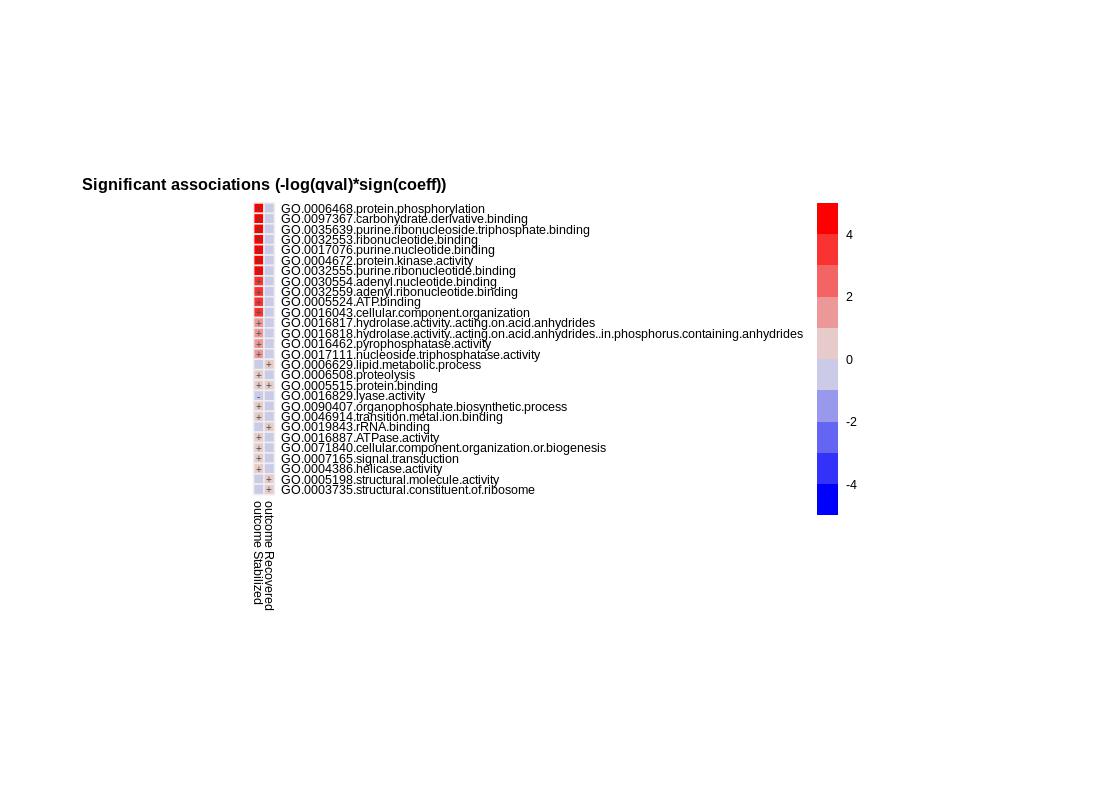 Significant associations (-log(qval)*sign(coeff))
GO.0006468.protein.phosphorylation
GO.0097367.carbohydrate.derivative.binding
GO.0035639.purine.ribonucleoside.triphosphate.binding
GO.0032553.ribonucleotide.binding
GO.0017076.purine.nucleotide.binding
GO.0004672.protein.kinase.activity
GO.0032555.purine.ribonucleotide.binding
+ GO.0030554.adenyl.nucleotide.binding
+ GO.0032559.adenyl.ribonucleotide.binding
+ GO.0005524.ATP.binding
+ GO.0016043.cellular.component.organization
+ GO.0016817.hydrolase.activity..acting.on.acid.anhydrides
+ GO.0016818.hydrolase.activity..acting.on.acid.anhydrides..in.phosphorus.containing.anhydrides
+ GO.0016462.pyrophosphatase.activity
+ GO.0017111.nucleoside.triphosphatase.activity
+ GO.0006629.lipid.metabolic.process
+ GO.0006508.proteolysis
+ + GO.0005515.protein.binding
- GO.0016829.lyase.activity
+ GO.0090407.organophosphate.biosynthetic.process
+ GO.0046914.transition.metal.ion.binding
+ GO.0019843.rRNA.binding
+ GO.0016887.ATPase.activity
+ GO.0071840.cellular.component.organization.or.biogenesis
+ GO.0007165.signal.transduction
+ GO.0004386.helicase.activity
+ GO.0005198.structural.molecule.activity
+ GO.0003735.structural.constituent.of.ribosome
outcome Stabilized
outcome Recovered
4
2
0
-2
-4